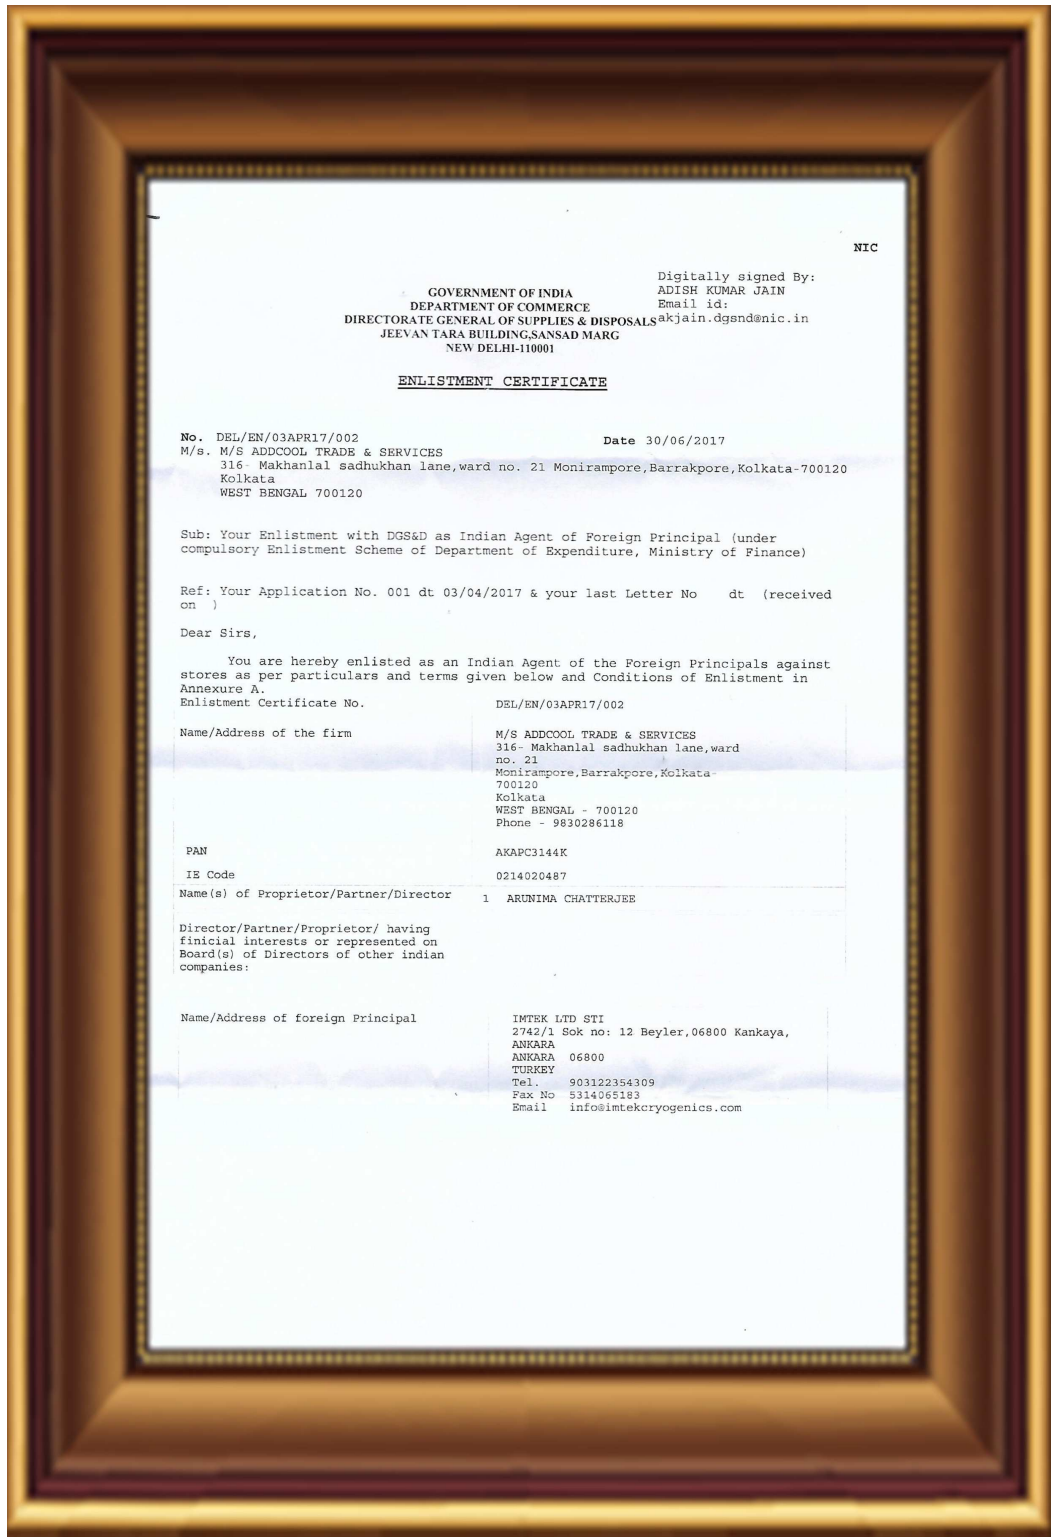 NIC
Digitally signed By:
ADISH KUMAR JAIN
Email id:
akjain.dgsnd@nic.in
GOVERNMENT OF INDIA
DEPARTMENT OF COMMERCE
DIRECTORATE GENERAL OF SUPPLIES & DISPOSALS
JEEVAN TARA BUILDING,SANSAD MARG
NEW DELHI-110001
ENLISTMENT CERTIFICATE
No. DEL/EN/03APR17/002 Date 30/06/2017
M/s. M/S ADDCOOL TRADE & SERVICES
316- Makhanlal sadhukhan lane,ward no. 21 Monirampore,Barrakpore,Kolkata-700120
Kolkata
WEST BENGAL 700120
Sub: Your Enlistment with DGS&D as Indian Agent of Foreign Principal (under
compulsory Enlistment Scheme of Department of Expenditure, Ministry of Finance)
Ref: Your Application No. 001 dt 03/04/2017 & your last Letter No dt (received
on )
Dear Sirs,
You are hereby enlisted as an Indian Agent of the Foreign Principals against
stores as per particulars and terms given below and Conditions of Enlistment in
Annexure A.
Enlistment Certificate No. DEL/EN/03APR17/002
Name/Address of the firm M/S ADDCOOL TRADE & SERVICES
316- Makhanlal sadhukhan lane,ward
no. 21
Monirampore,Barrakpore,Kolkata-
700120
Kolkata
WEST BENGAL - 700120
Phone - 9830286118
PAN AKAPC3144K
IE Code 0214020487
Name(s) of Proprietor/Partner/Director 1 ARUNIMA CHATTERJEE
Director/Partner/Proprietor/ having
finicial interests or represented on
Board(s) of Directors of other indian
companies:
Name/Address of foreign Principal IMTEK LTD STI
2742/1 Sok no: 12 Beyler,06800 Kankaya,
ANKARA
ANKARA 06800
TURKEY
Tel. 903122354309
Fax No 5314065183
Email info@imtekcryogenics.com